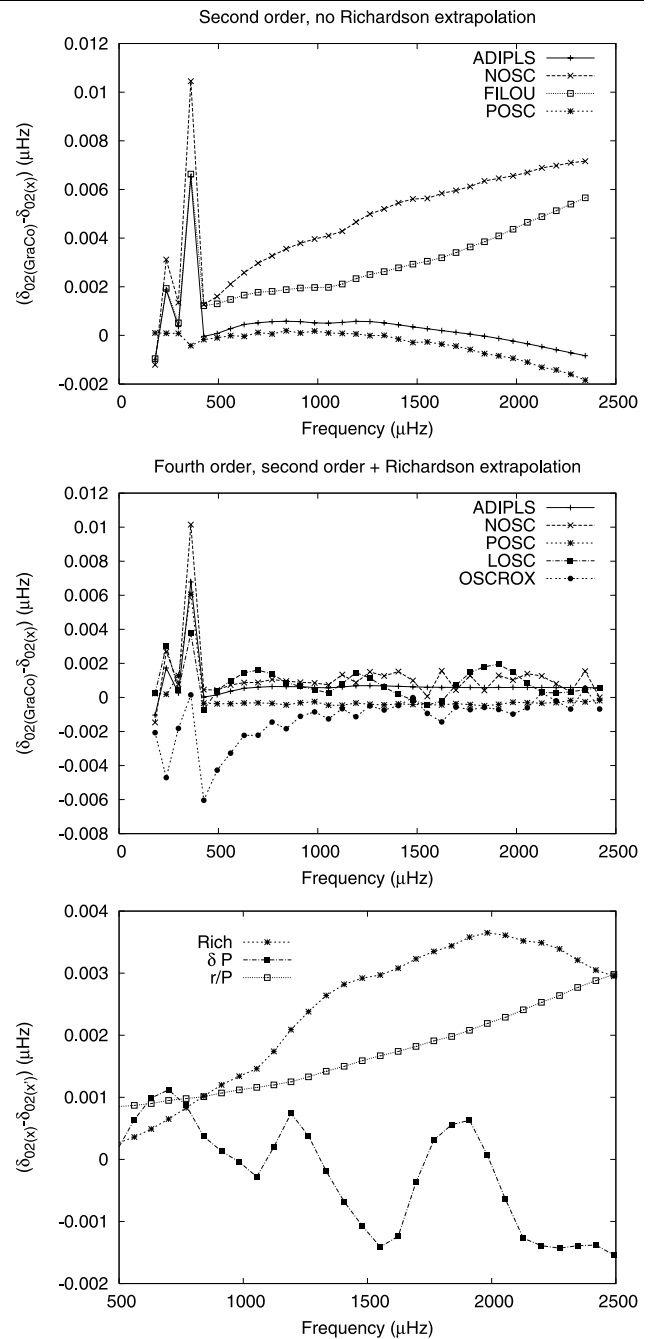 Second order, no Richardson extrapolation
0.012
0.01
0.008
0.006
0.004
0.002
0
-0.002
(δ02(GraCo)-δ02(x)) (μHz)
ADIPLS
NOSC
FILOU
POSC
0 500 1000 1500 2000 2500
Frequency (μHz)
Fourth order, second order + Richardson extrapolation
0.012
0.01
0.008
0.006
0.004
0.002
0
-0.002
-0.004
-0.006
-0.008
(δ02(GraCo)-δ02(x)) (μHz)
ADIPLS
NOSC
POSC
LOSC
OSCROX
0 500 1000 1500 2000 2500
Frequency (μHz)
0.004
0.003
0.002
0.001
0
-0.001
-0.002
(δ02(x)-δ02(x')) (μHz)
Rich
δ P
r/P
500 1000 1500 2000 2500
Frequency (μHz)